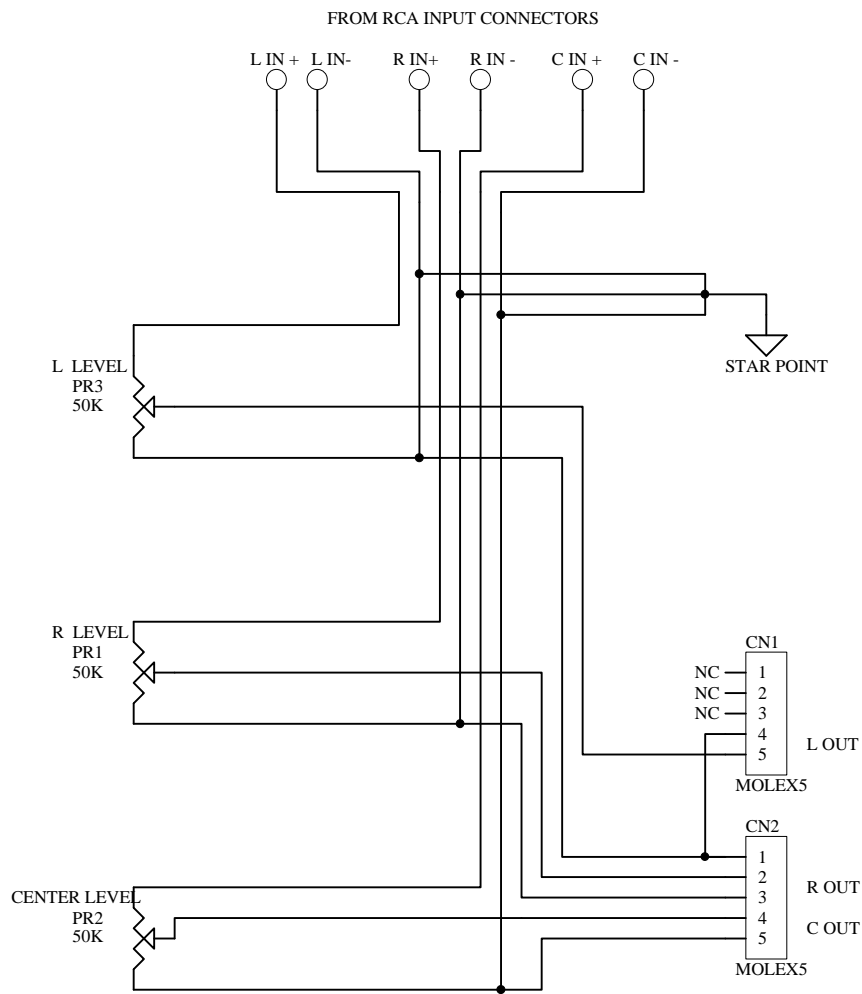 FROM RCA INPUT CONNECTORS
L IN + L IN- R IN+ R IN - C IN + C IN -
STAR POINT
L LEVEL
PR3
50K
R LEVEL
PR1
50K
CN1
NC 1
NC 2
NC 3
4
L OUT
5
MOLEX5
CN2
1
2
R OUT
3
4
C OUT
5
MOLEX5
CENTER LEVEL
PR2
50K